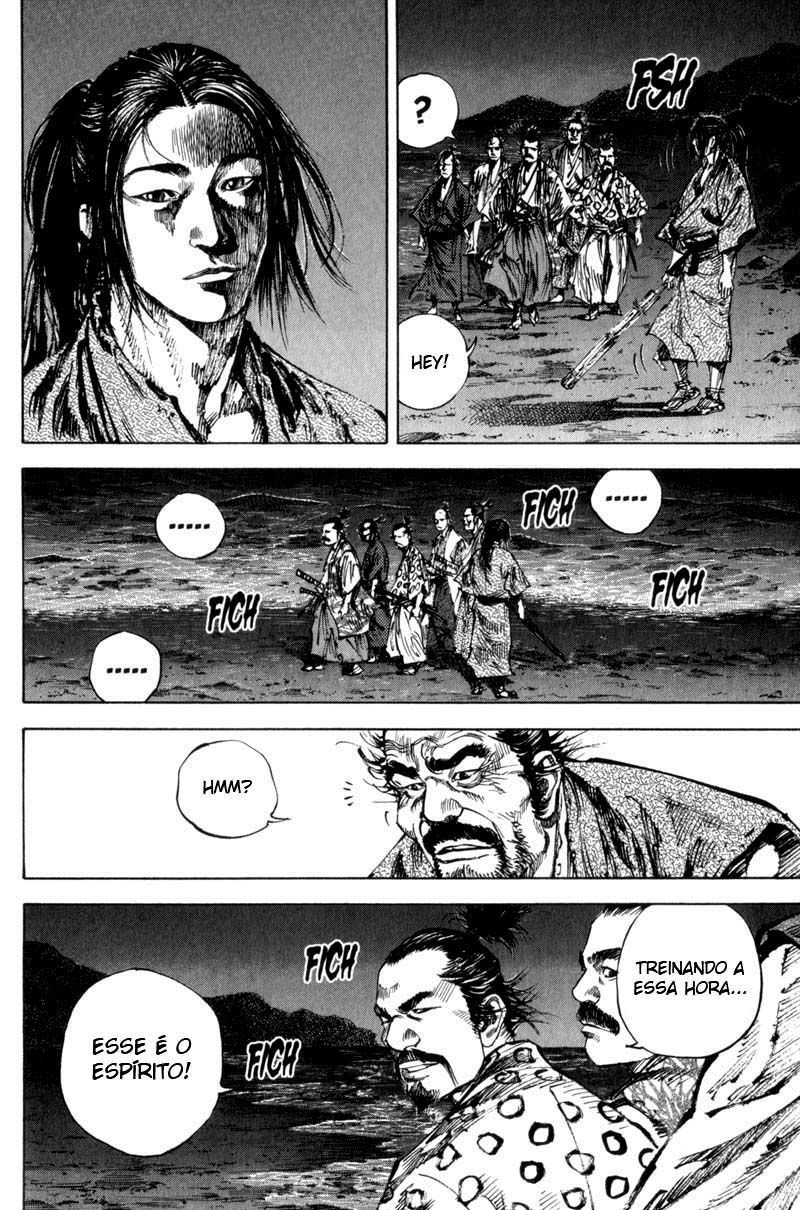 FSH
?
HEY!
.....
FICH
.....
FICH
FICH
.....
HMM?
TREINANDO A
ESSA HORA...
FICH
FICH
ESSE É O
ESPÍRITO!